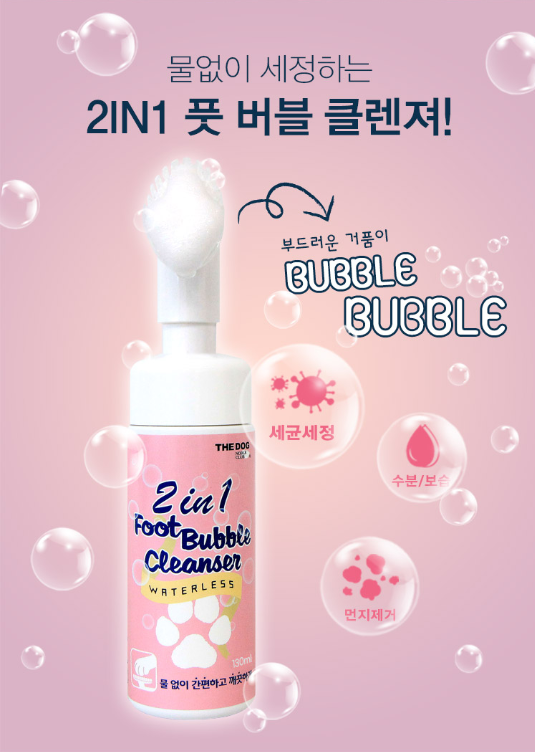 물없이 세정하는
2IN1 풋 버블 클렌져!
부드러운 거품이
BUBBLE
BUBBLE
세균세정
수분/보습
먼지제거
THE DOG
2 in 1
Foot Bubble
Cleanser
WATERLESS
130ml
물 없이 간편하고 깨끗하게